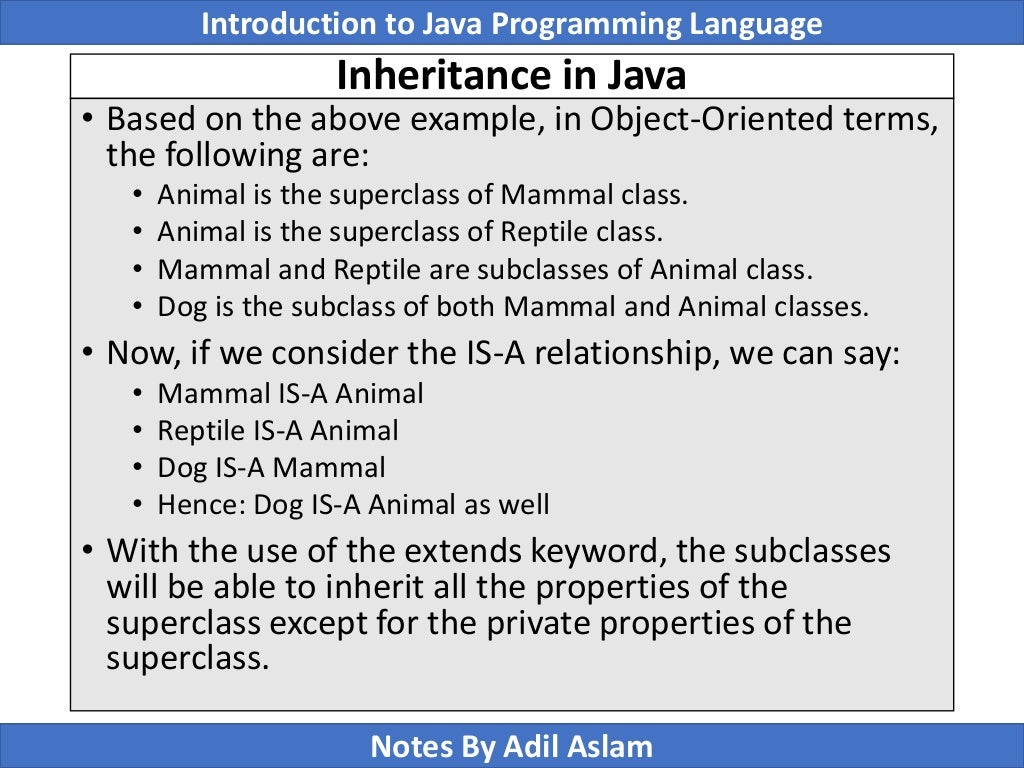 Introduction to Java Programming Language
Inheritance in Java
• Based on the above example, in Object-Oriented terms,
the following are:
• Animal is the superclass of Mammal class.
• Animal is the superclass of Reptile class.
• Mammal and Reptile are subclasses of Animal class.
• Dog is the subclass of both Mammal and Animal classes.
• Now, if we consider the IS-A relationship, we can say:
• Mammal IS-A Animal
• Reptile IS-A Animal
• Dog IS-A Mammal
• Hence: Dog IS-A Animal as well
• With the use of the extends keyword, the subclasses
will be able to inherit all the properties of the
superclass except for the private properties of the
superclass.
Notes By Adil Aslam